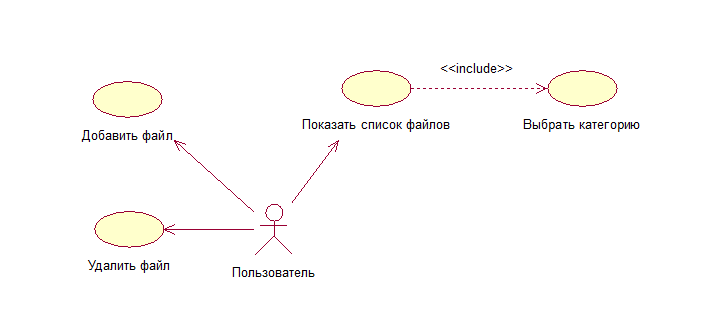 <<include>>
Добавить файл
Показать список файлов
Выбрать категорию
Удалить файл
Пользователь